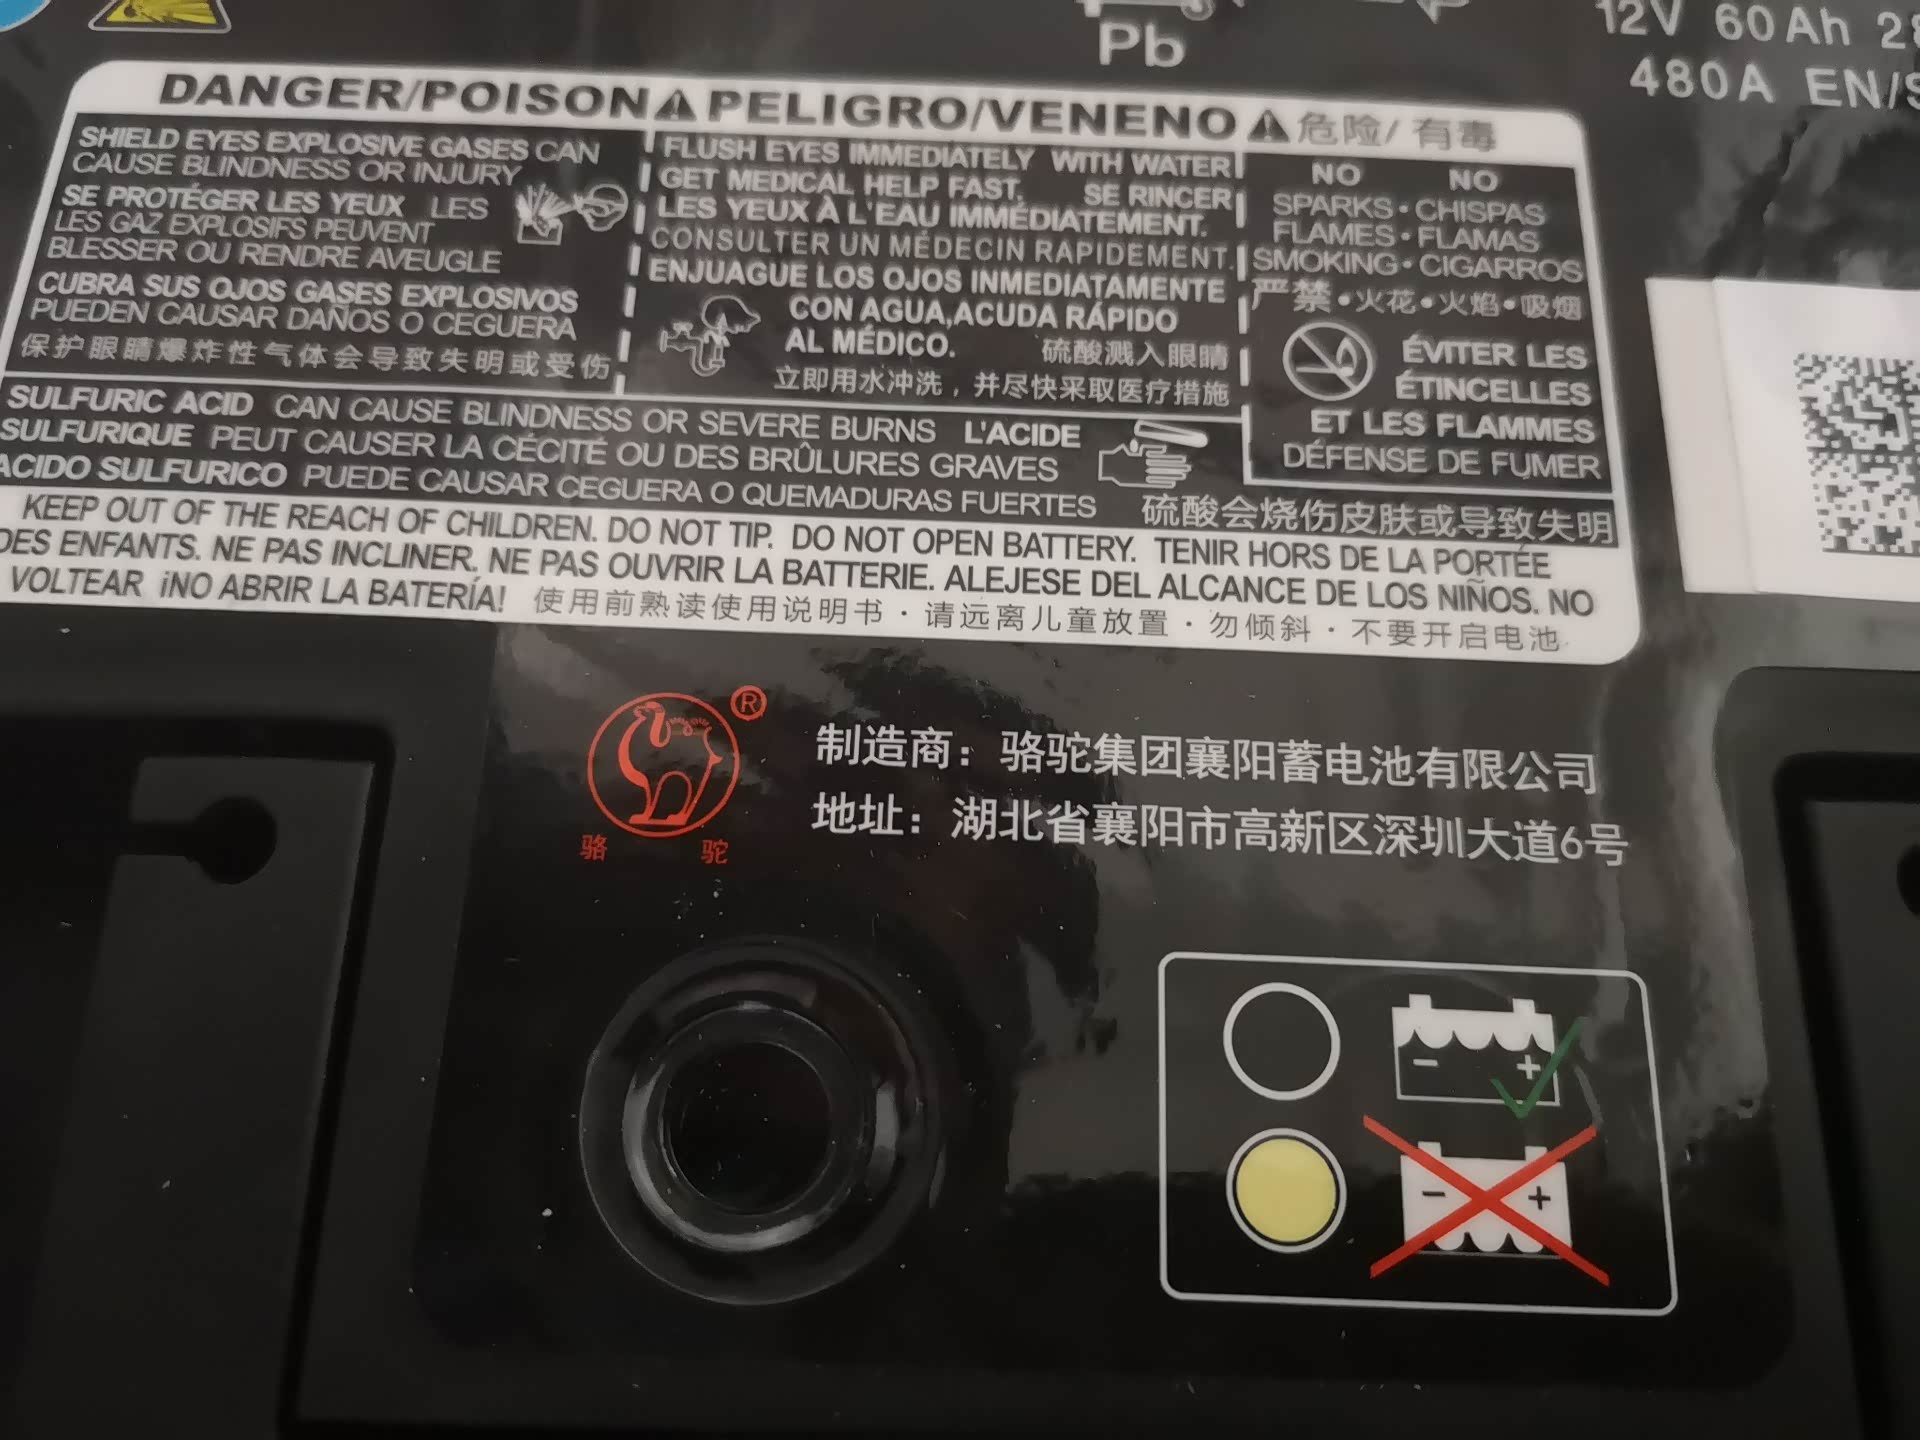 Pb
12V 60Ah 28
480A EN/S
DANGER/POISON PELIGRO/VENENO 危险/有毒
SHIELD EYES EXPLOSIVE GASES CAN
CAUSE BLINDNESS OR INJURY
SE PROTÉGER LES YEUX LES
LES GAZ EXPLOSIFS PEUVENT
BLESSER OU RENDRE AVEUGLE
CUBRA SUS OJOS GASES EXPLOSIVOS
PUEDEN CAUSAR DAÑOS O CEGUERA
保护眼睛爆炸性气体会导致失明或受伤
FLUSH EYES IMMEDIATELY WITH WATER
GET MEDICAL HELP FAST. SE RINCER
LES YEUX À L'EAU IMMÉDIATEMENT.
CONSULTER UN MÉDECIN RAPIDEMENT.
ENJUAGUE LOS OJOS INMEDIATAMENTE
CON AGUA,ACUDA RÁPIDO
AL MÉDICO. 硫酸溅入眼睛
立即用水冲洗，并尽快采取医疗措施
NO NO
SPARKS·CHISPAS
FLAMES·FLAMAS
SMOKING·CIGARROS
严禁·火花·火焰·吸烟
ÉVITER LES
ÉTINCELLES
ET LES FLAMMES
DÉFENSE DE FUMER
SULFURIC ACID CAN CAUSE BLINDNESS OR SEVERE BURNS L'ACIDE
SULFURIQUE PEUT CAUSER LA CÉCITÉ OU DES BRÛLURES GRAVES
ACIDO SULFURICO PUEDE CAUSAR CEGUERA O QUEMADURAS FUERTES
硫酸会烧伤皮肤或导致失明
KEEP OUT OF THE REACH OF CHILDREN. DO NOT TIP. DO NOT OPEN BATTERY. TENIR HORS DE LA PORTÉE
DES ENFANTS. NE PAS INCLINER. NE PAS OUVRIR LA BATTERIE. ALEJESE DEL ALCANCE DE LOS NIÑOS. NO
VOLTEAR ¡NO ABRIR LA BATERÍA! 使用前熟读使用说明书·请远离儿童放置·勿倾斜·不要开启电池
®
骆驼
制造商：骆驼集团襄阳蓄电池有限公司
地址：湖北省襄阳市高新区深圳大道6号
- +
- +